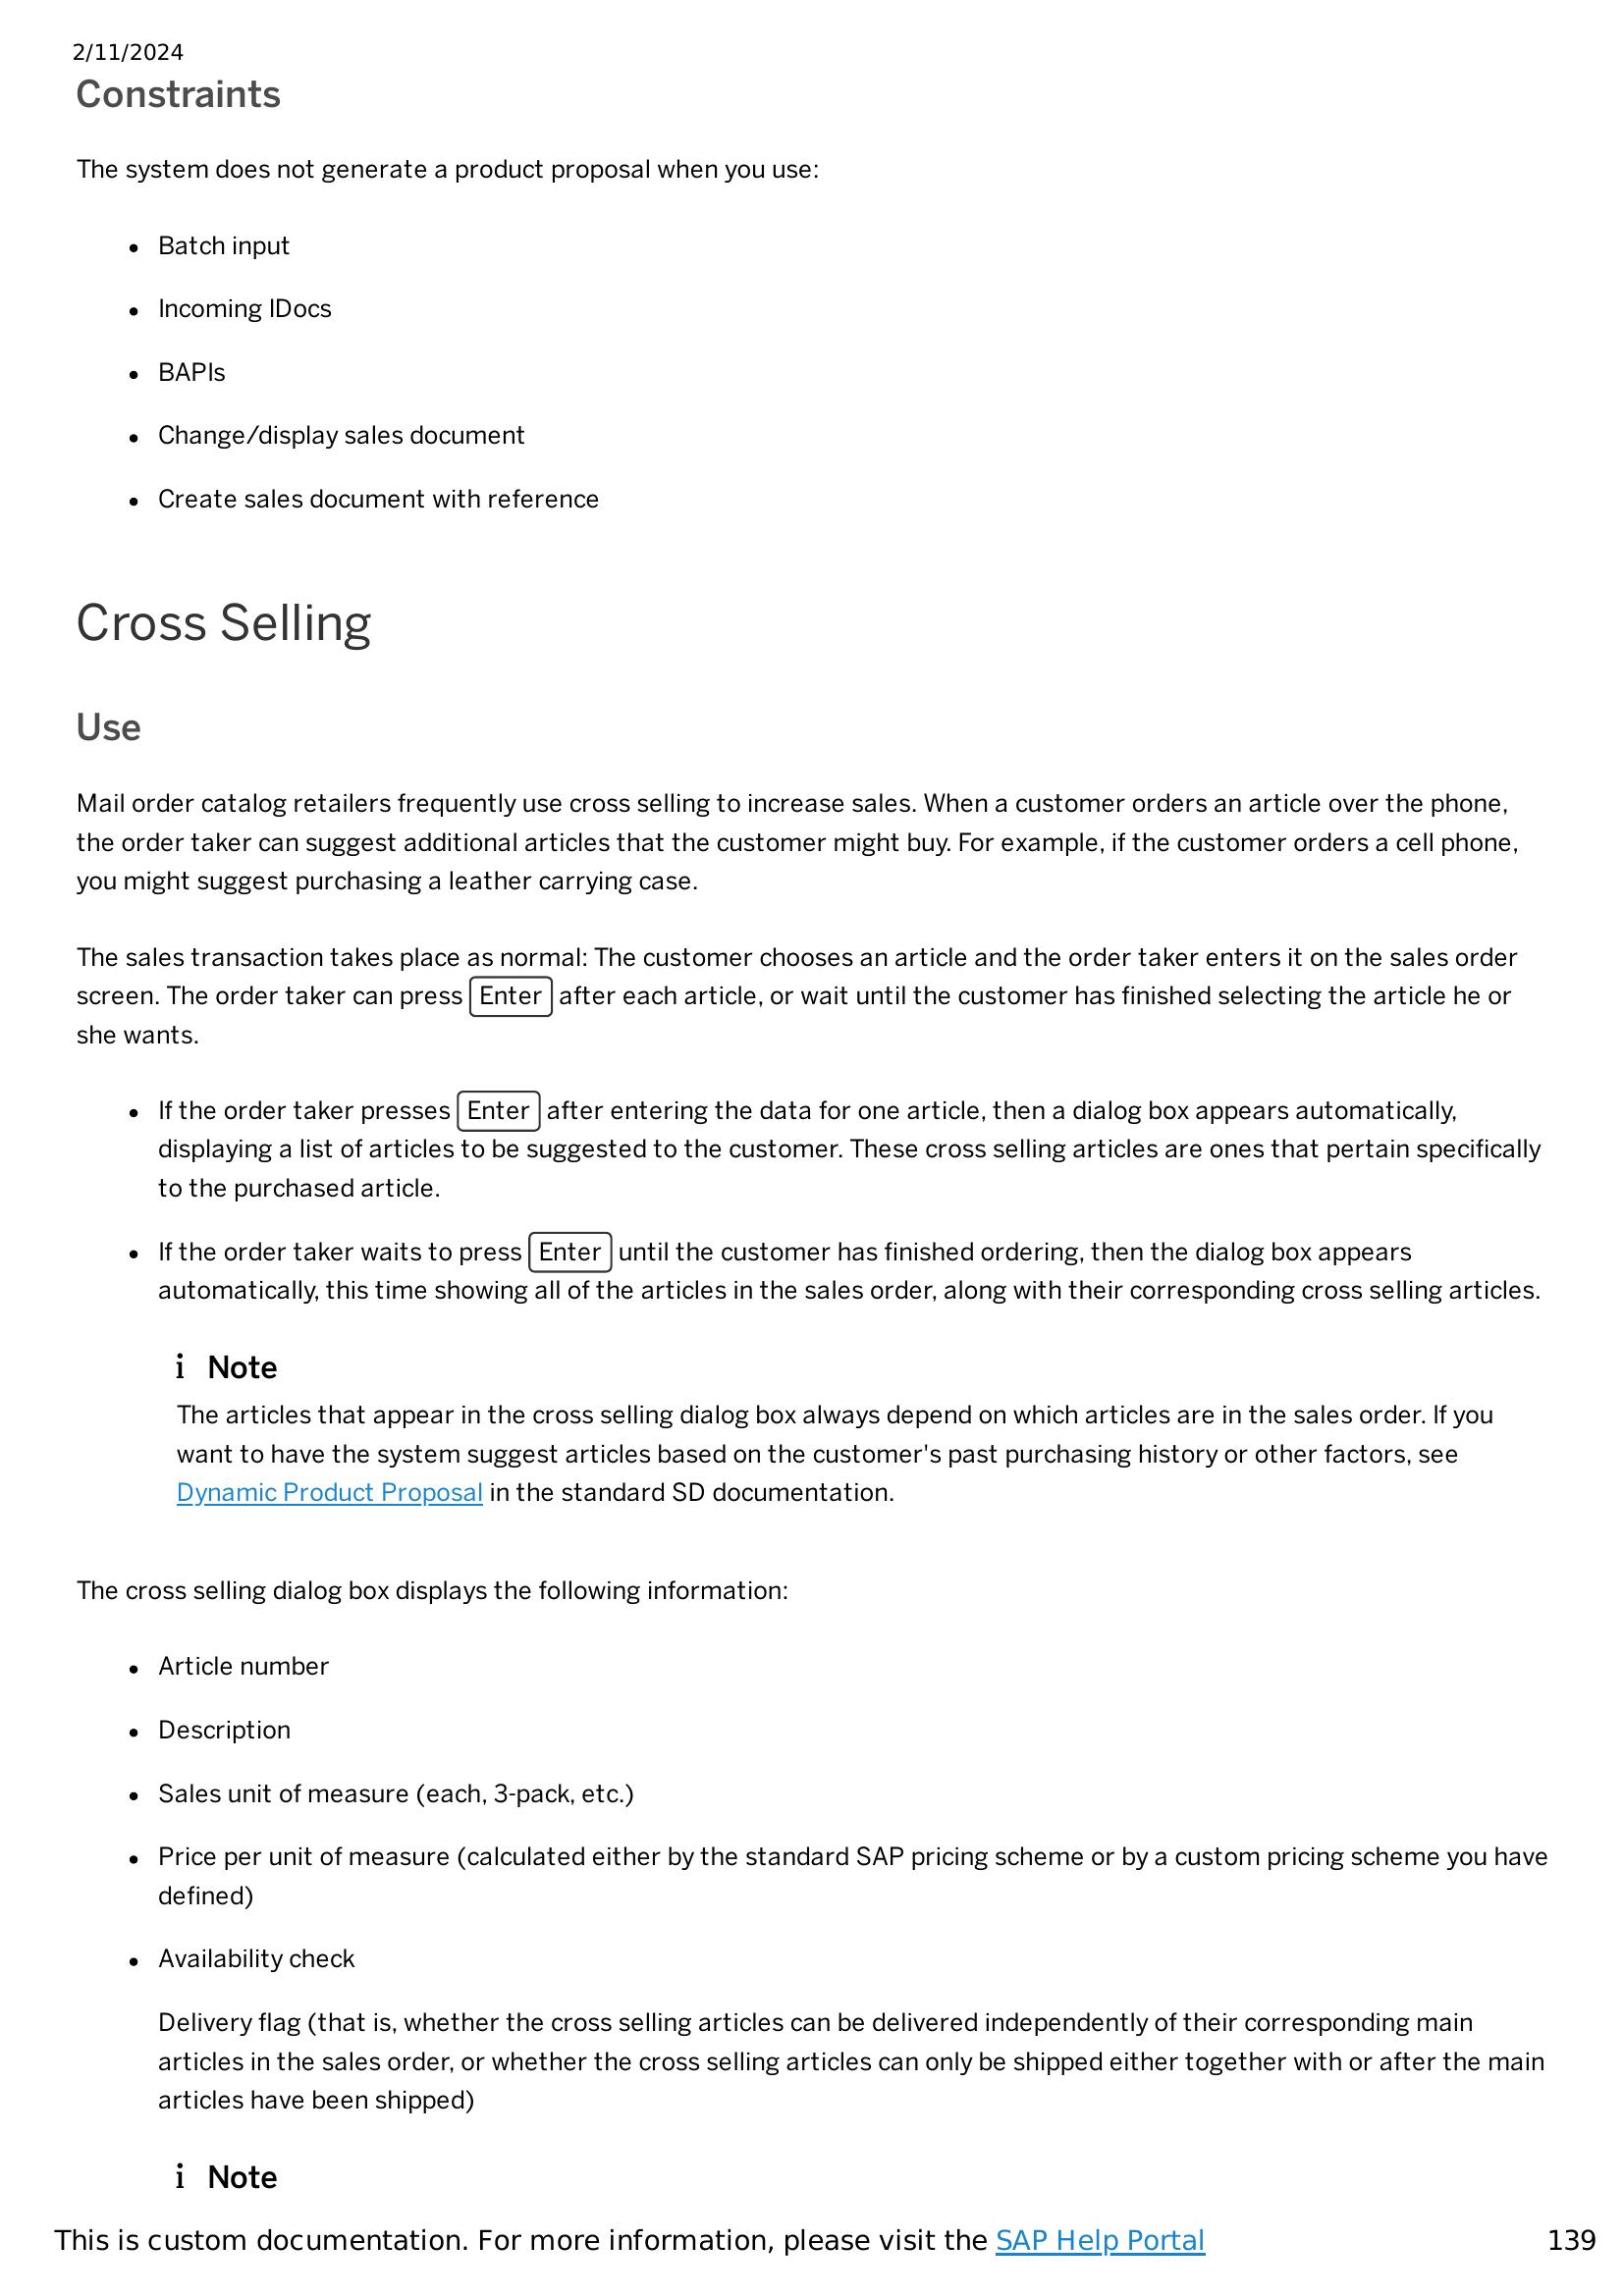 2/11/2024
Constraints
The system does not generate a product proposal when you use:
• Batch input
• Incoming IDocs
• BAPIs
• Change/display sales document
• Create sales document with reference
Cross Selling
Use
Mail order catalog retailers frequently use cross selling to increase sales. When a customer orders an article over the phone,
the order taker can suggest additional articles that the customer might buy. For example, if the customer orders a cell phone,
you might suggest purchasing a leather carrying case.
The sales transaction takes place as normal: The customer chooses an article and the order taker enters it on the sales order
screen. The order taker can press Enter after each article, or wait until the customer has finished selecting the article he or
she wants.
• If the order taker presses Enter after entering the data for one article, then a dialog box appears automatically,
displaying a list of articles to be suggested to the customer. These cross selling articles are ones that pertain specifically
to the purchased article.
• If the order taker waits to press Enter until the customer has finished ordering, then the dialog box appears
automatically, this time showing all of the articles in the sales order, along with their corresponding cross selling articles.
i Note
The articles that appear in the cross selling dialog box always depend on which articles are in the sales order. If you
want to have the system suggest articles based on the customer's past purchasing history or other factors, see
Dynamic Product Proposal in the standard SD documentation.
The cross selling dialog box displays the following information:
• Article number
• Description
• Sales unit of measure (each, 3-pack, etc.)
• Price per unit of measure (calculated either by the standard SAP pricing scheme or by a custom pricing scheme you have
defined)
• Availability check
Delivery flag (that is, whether the cross selling articles can be delivered independently of their corresponding main
articles in the sales order, or whether the cross selling articles can only be shipped either together with or after the main
articles have been shipped)
i Note
This is custom documentation. For more information, please visit the SAP Help Portal 139